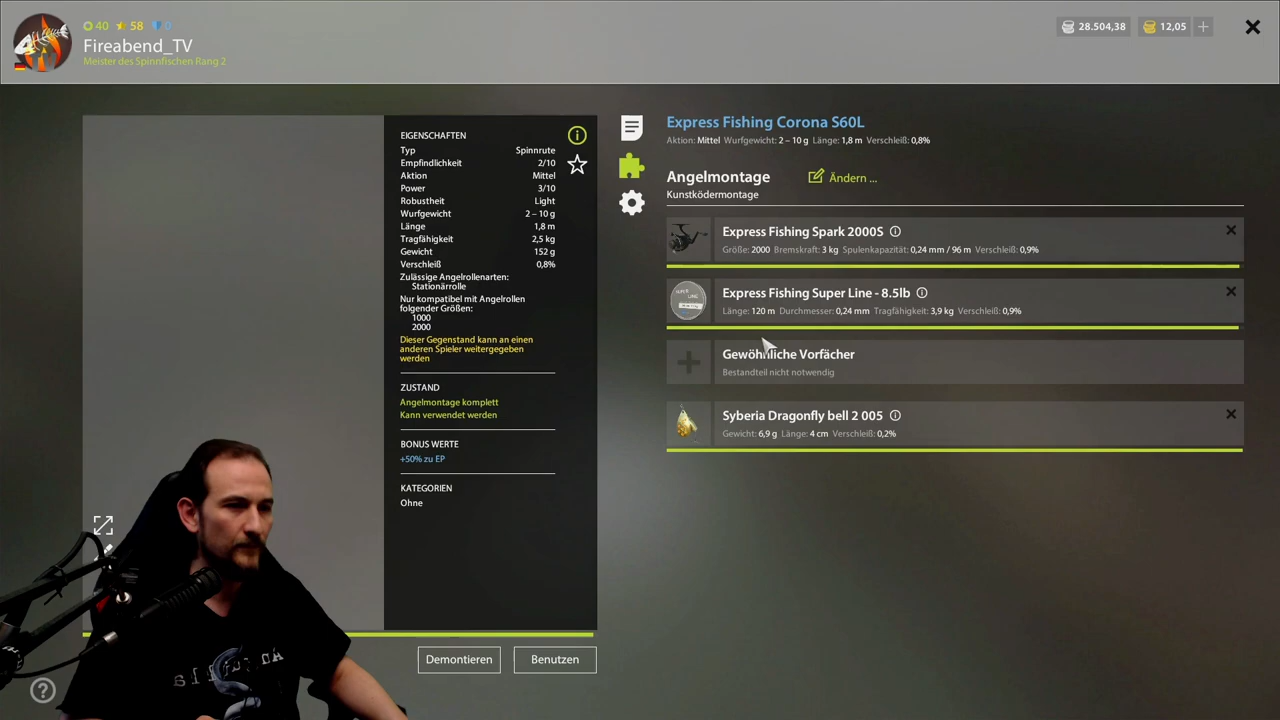 40 58 0
Fireabend_TV
Meister des Spinnfischen Rang 2
28.504,38 12,05
EIGENSCHAFTEN
Typ Spinnrute
Empfindlichkeit 2/10
Aktion Mittel
Power 3/10
Robustheit Light
Wurfgewicht 2 – 10 g
Länge 1,8 m
Tragfähigkeit 2,5 kg
Gewicht 152 g
Verschleiß 0,8%
Zulässige Angelrollenarten:
Stationärrolle
Nur kompatibel mit Angelrollen
folgender Größen:
1000
2000
Dieser Gegenstand kann an einen
anderen Spieler weitergegeben
werden
ZUSTAND
Angelmontage komplett
Kann verwendet werden
BONUS WERTE
+50% zu EP
KATEGORIEN
Ohne
Demontieren Benutzen
Express Fishing Corona S60L
Aktion: Mittel Wurfgewicht: 2 – 10 g Länge: 1,8 m Verschleiß: 0,8%
Angelmontage Ändern ...
Kunstködermontage
Express Fishing Spark 2000S
Größe: 2000 Bremskraft: 3 kg Spulenkapazität: 0,24 mm / 96 m Verschleiß: 0,9%
Express Fishing Super Line - 8.5lb
Länge: 120 m Durchmesser: 0,24 mm Tragfähigkeit: 3,9 kg Verschleiß: 0,9%
Gewöhnliche Vorfächer
Bestandteil nicht notwendig
Syberia Dragonfly bell 2 005
Gewicht: 6,9 g Länge: 4 cm Verschleiß: 0,2%